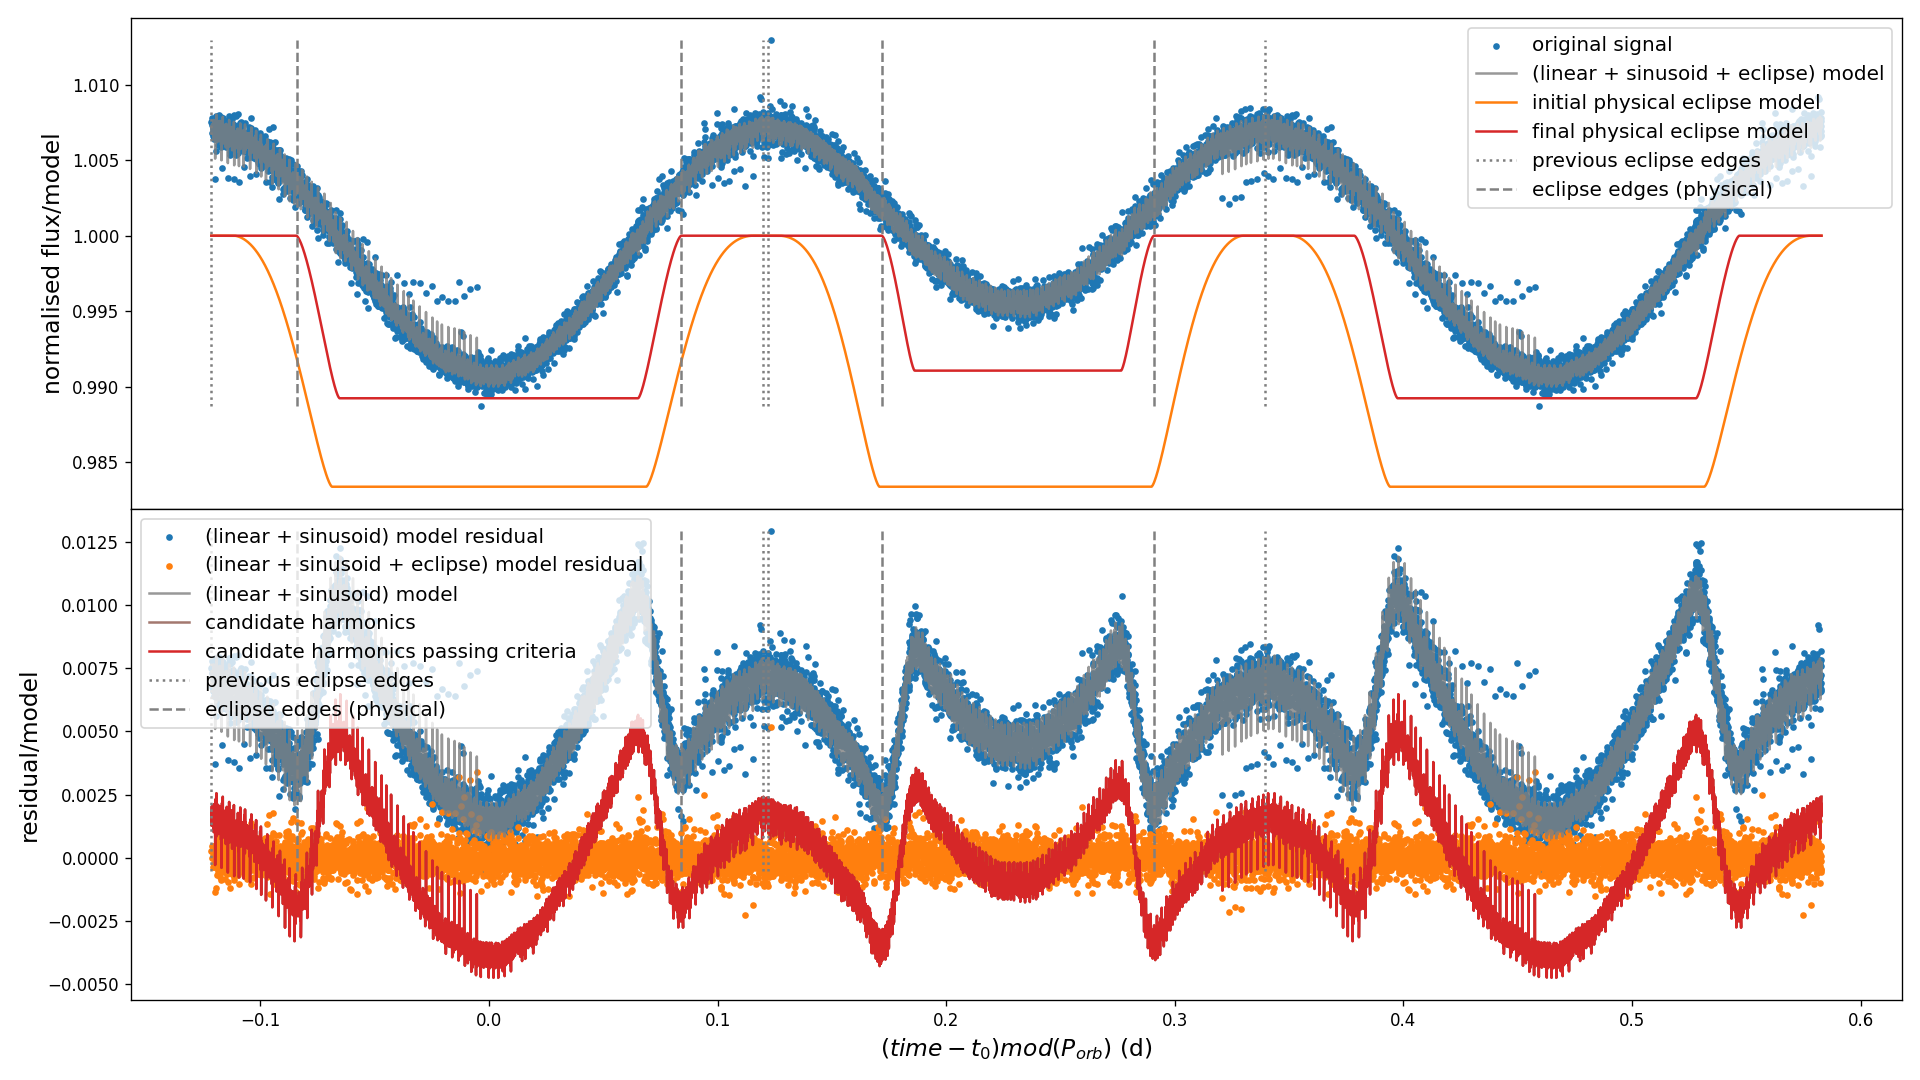 normalised flux/model
1.010
1.005
1.000
0.995
0.990
0.985
original signal
(linear + sinusoid + eclipse) model
initial physical eclipse model
final physical eclipse model
previous eclipse edges
eclipse edges (physical)
residual/model
0.0125
0.0100
0.0075
0.0050
0.0025
0.0000
−0.0025
−0.0050
(linear + sinusoid) model residual
(linear + sinusoid + eclipse) model residual
(linear + sinusoid) model
candidate harmonics
candidate harmonics passing criteria
previous eclipse edges
eclipse edges (physical)
−0.1 0.0 0.1 0.2 0.3 0.4 0.5 0.6
(time − t₀)mod(P_orb) (d)